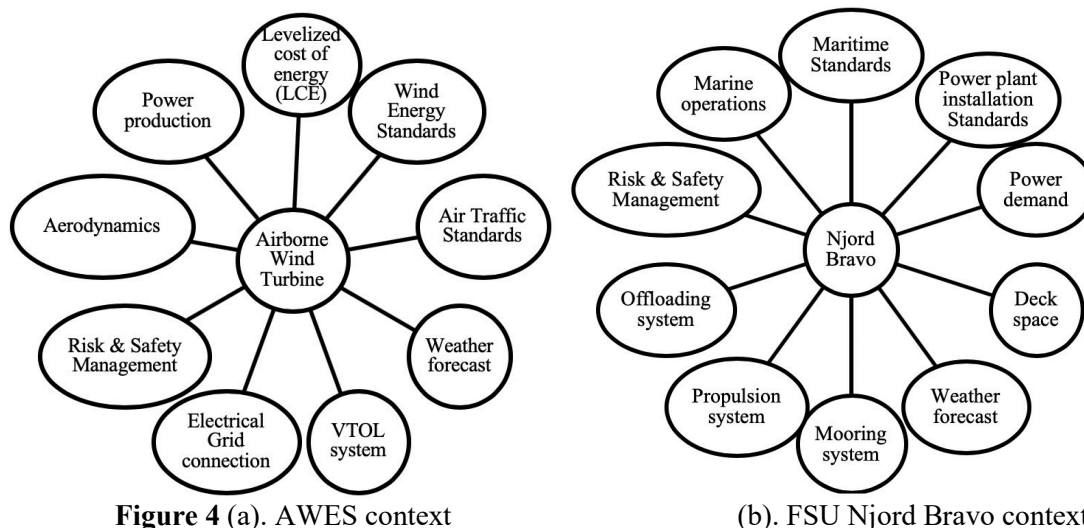 Levelized
cost of
energy
(LCE)
Wind
Energy
Standards
Air Traffic
Standards
Weather
forecast
VTOL
system
Electrical
Grid
connection
Risk & Safety
Management
Aerodynamics
Power
production
Airborne
Wind
Turbine
Figure 4 (a). AWES context
Maritime
Standards
Power plant
installation
Standards
Power
demand
Deck
space
Weather
forecast
Mooring
system
Propulsion
system
Offloading
system
Risk & Safety
Management
Marine
operations
Njord
Bravo
(b). FSU Njord Bravo context